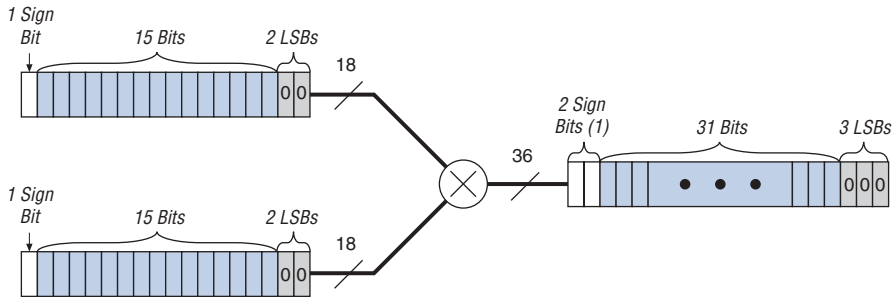 1 Sign
Bit
15 Bits
2 LSBs
0 0
18
1 Sign
Bit
15 Bits
2 LSBs
0 0
18
36
2 Sign
Bits (1)
31 Bits
3 LSBs
0 0 0